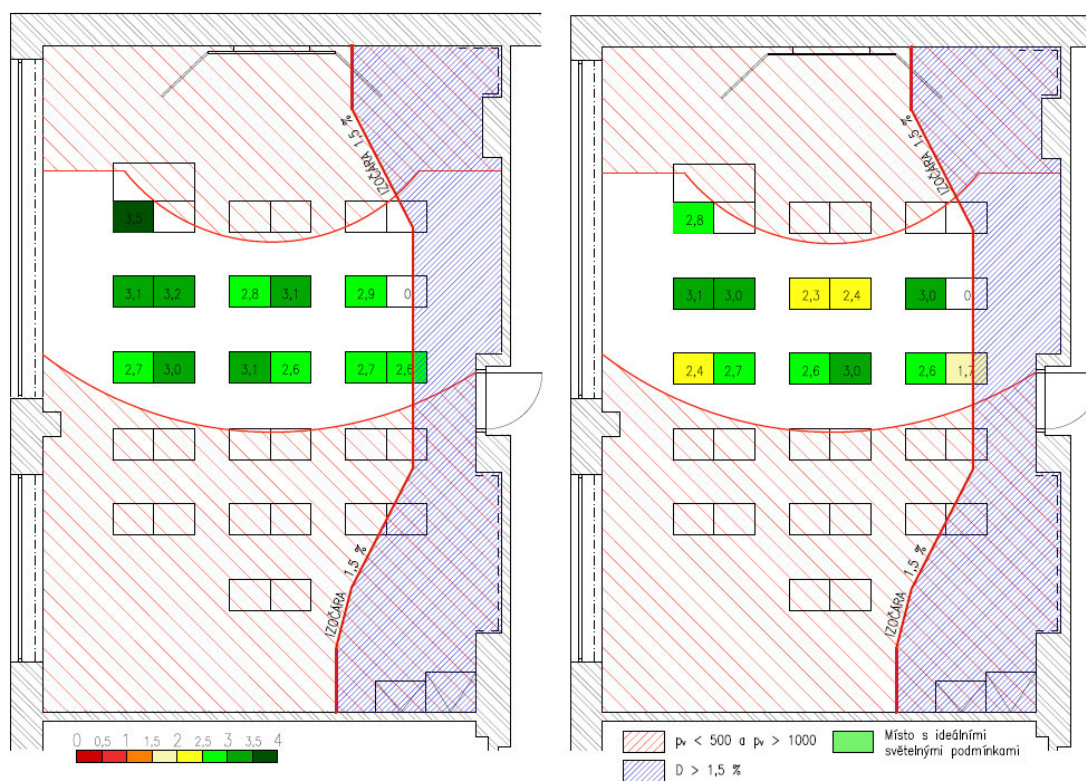 IZOČÁRA 1,5 %
3,5
3,1 3,2 2,8 3,1 2,9 0
2,7 3,0 3,1 2,6 2,7 2,6
IZOČÁRA 1,5 %
0 0,5 1 1,5 2 2,5 3 3,5 4
IZOČÁRA 1,5 %
2,8
3,1 3,0 2,3 2,4 3,0 0
2,4 2,7 2,6 3,0 2,6 1,7
IZOČÁRA 1,5 %
pᵥ < 500 a pᵥ > 1000
D > 1,5 %
Místo s ideálními
světelnými podmínkami